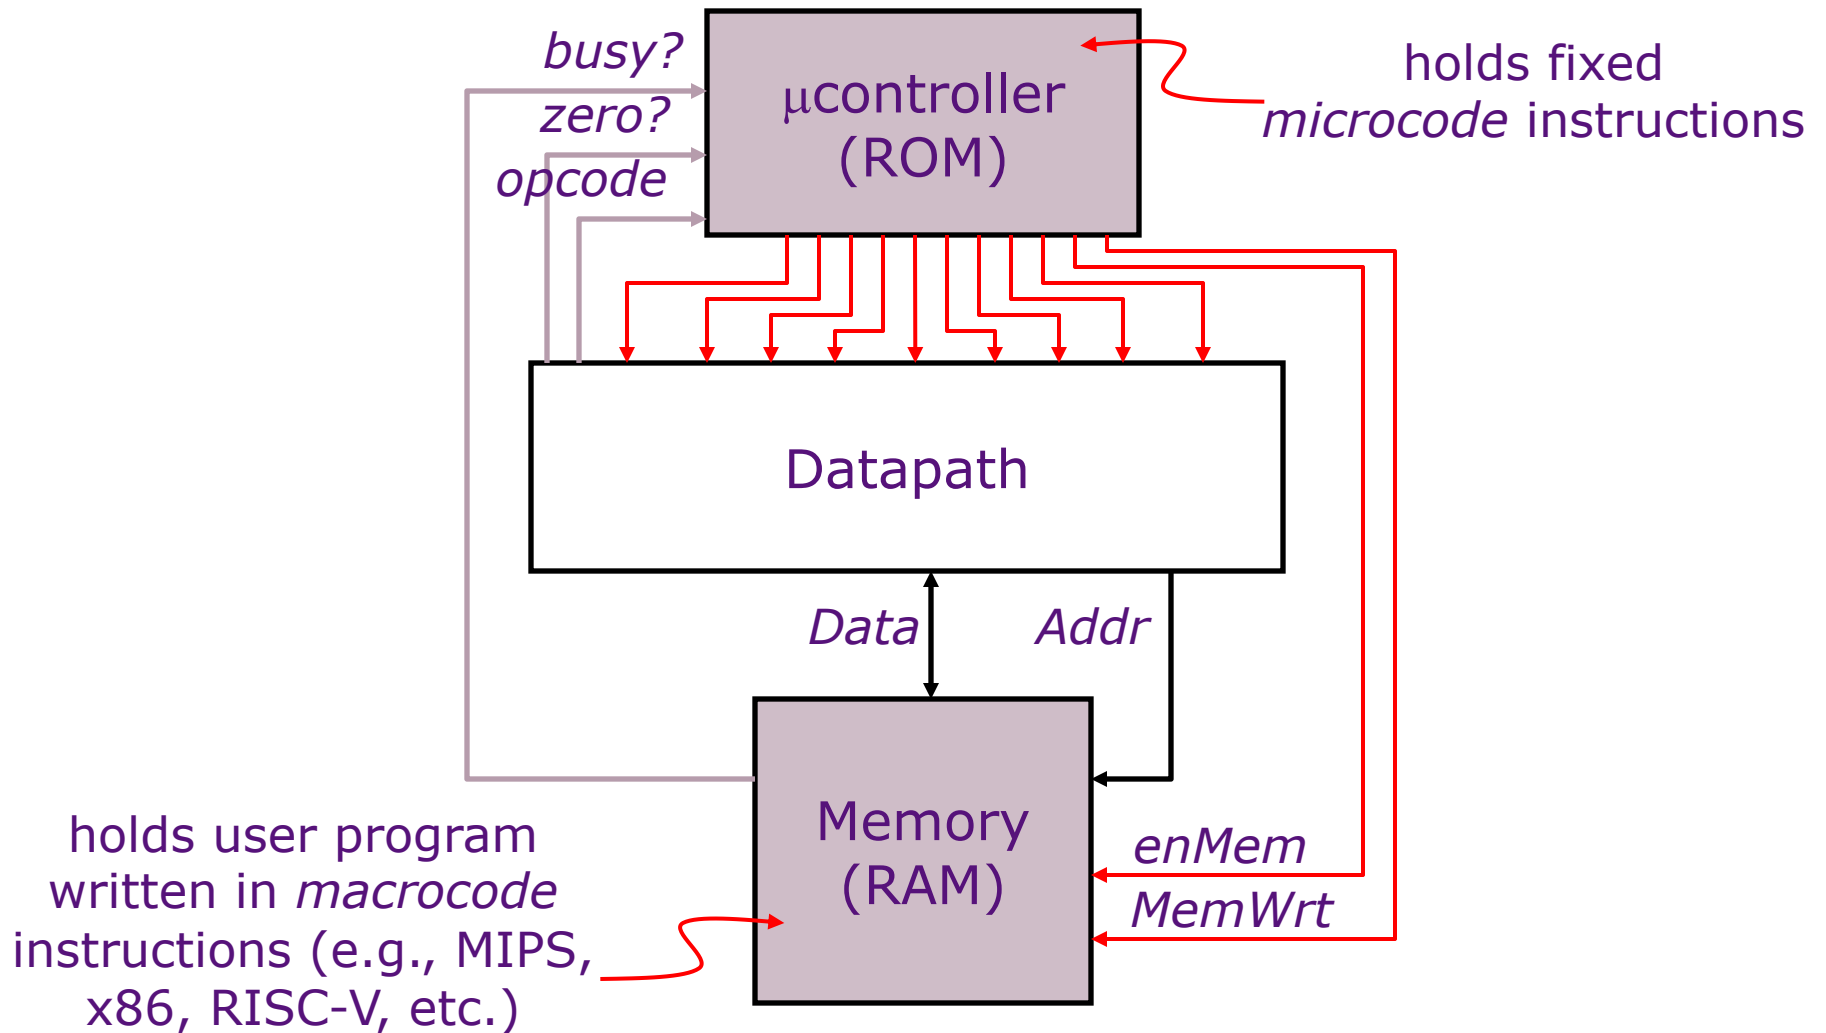 busy?
zero?
opcode
μcontroller
(ROM)
holds fixed
microcode instructions
Datapath
Data
Addr
Memory
(RAM)
enMem
MemWrt
holds user program
written in macrocode
instructions (e.g., MIPS,
x86, RISC-V, etc.)